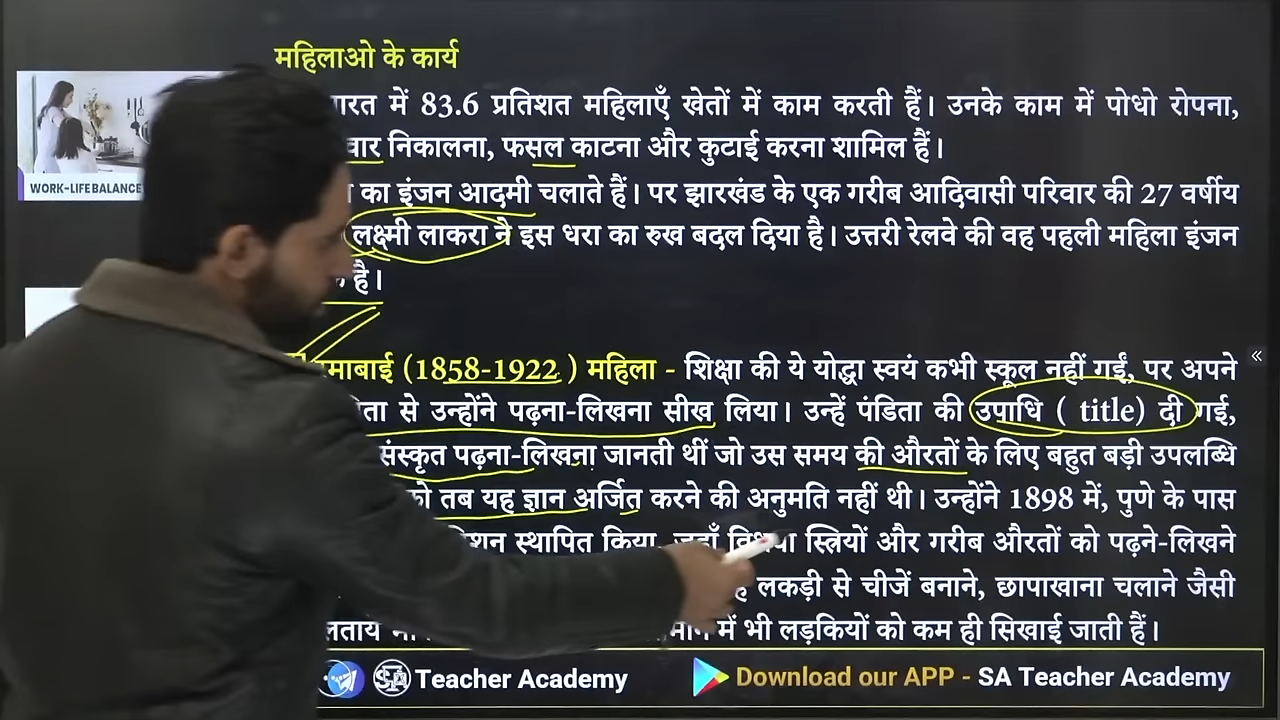 महिलाओ के कार्य
में 83.6 प्रतिशत महिलाएँ खेतों में काम करती हैं। उनके काम में पोधो रोपना,
निकालना, फसल काटना और कुटाई करना शामिल हैं।
का इंजन आदमी चलाते हैं। पर झारखंड के एक गरीब आदिवासी परिवार की 27 वर्षीय
लक्ष्मी लाकरा ने इस धरा का रुख बदल दिया है। उत्तरी रेलवे की वह पहली महिला इंजन
है।
WORK-LIFE BALANCE
(1858-1922 ) महिला - शिक्षा की ये योद्धा स्वयं कभी स्कूल नहीं गईं, पर अपने
से उन्होंने पढ़ना-लिखना सीख लिया। उन्हें पंडिता की उपाधि ( title) दी गई,
संस्कृत पढ़ना-लिखना जानती थीं जो उस समय की औरतों के लिए बहुत बड़ी उपलब्धि
तब यह ज्ञान अर्जित करने की अनुमति नहीं थी। उन्होंने 1898 में, पुणे के पास
स्थापित किया, जहाँ विधवा स्त्रियों और गरीब औरतों को पढ़ने-लिखने
लकड़ी से चीजें बनाने, छापाखाना चलाने जैसी
में भी लड़कियों को कम ही सिखाई जाती हैं।
SA Teacher Academy
Download our APP - SA Teacher Academy